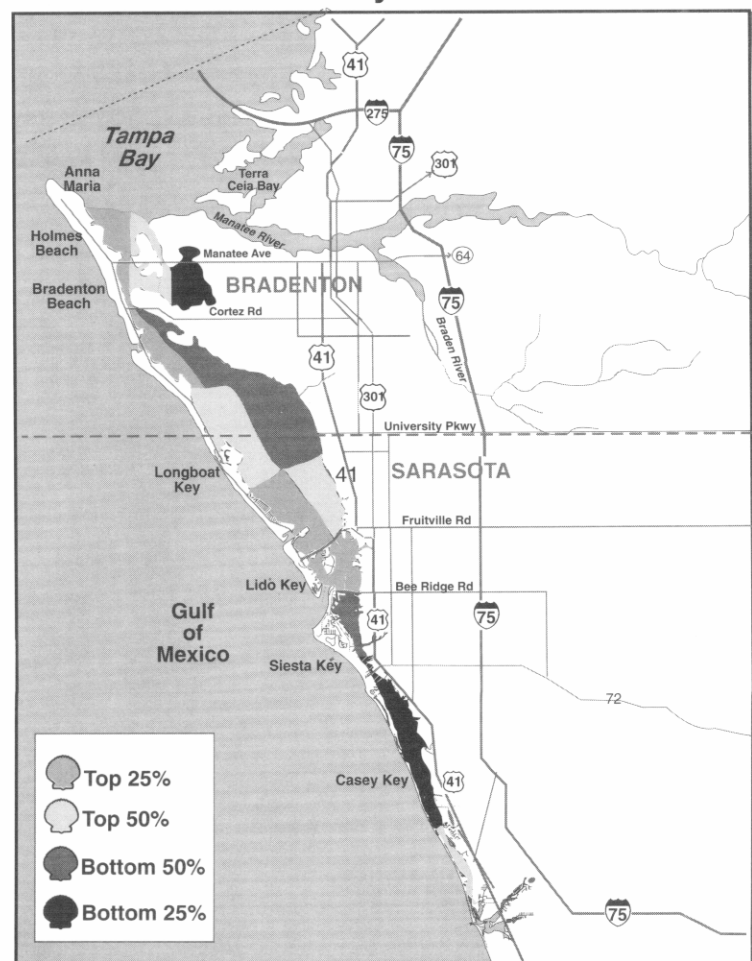 41
275
Tampa
Bay
75
301
Anna
Maria
Terra
Ceia Bay
Manatee River
Holmes
Beach
Manatee Ave
64
BRADENTON
Bradenton
Beach
75
Cortez Rd
Braden River
41
301
University Pkwy
Longboat
Key
41
SARASOTA
Fruitville Rd
Lido Key
Bee Ridge Rd
Gulf
of
Mexico
41
75
Siesta Key
72
Casey Key
41
Top 25%
Top 50%
Bottom 50%
Bottom 25%
75